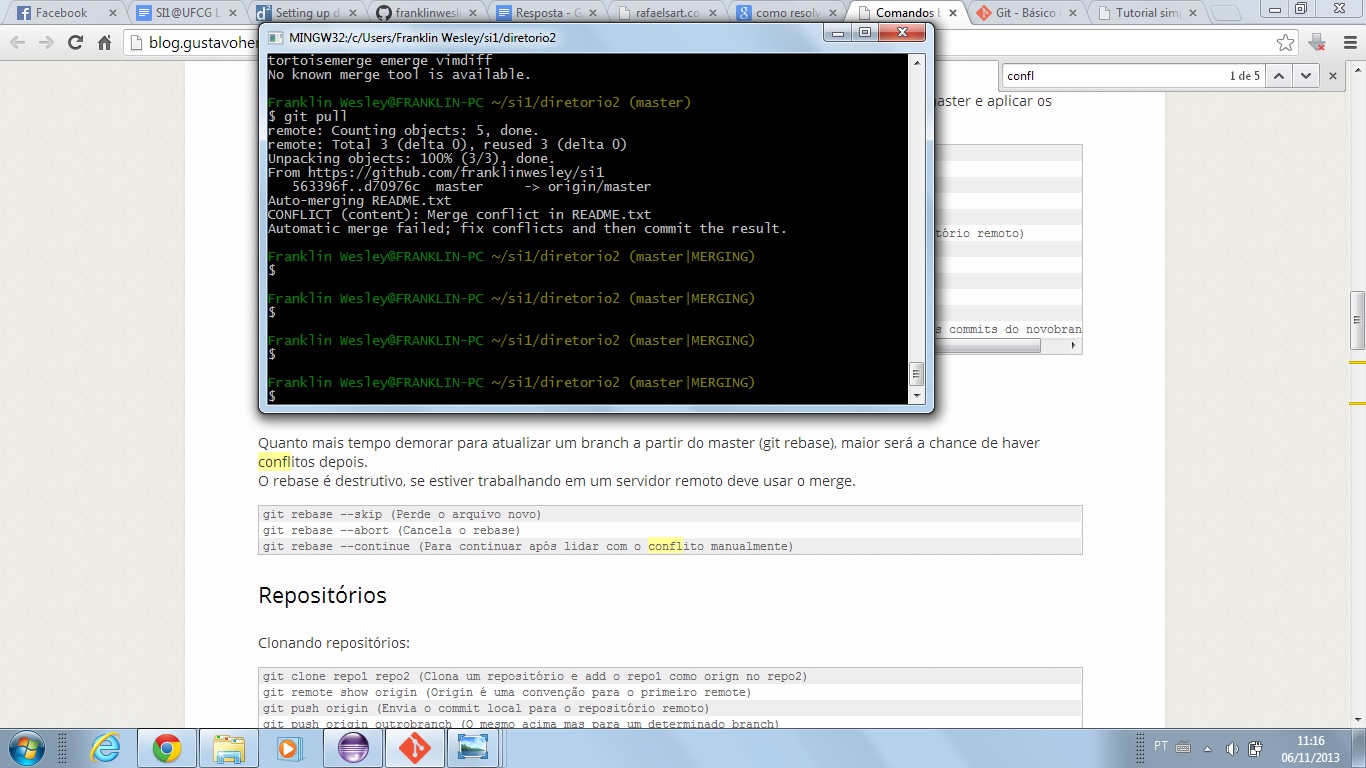 Facebook
SI1@UFCG L
Setting up d
franklinwesl
Resposta - G
rafaelsart.co
como resolv
Comandos b
Git - Básico
Tutorial sim
blog.gustavohe
MINGW32:/c/Users/Franklin Wesley/si1/diretorio2
confl
1 de 5
tortoisemerge emerge vimdiff
No known merge tool is available.
Franklin Wesley@FRANKLIN-PC ~/si1/diretorio2 (master)
$ git pull
remote: Counting objects: 5, done.
remote: Total 3 (delta 0), reused 3 (delta 0)
Unpacking objects: 100% (3/3), done.
From https://github.com/franklinwesley/si1
563396f..d70976c master -> origin/master
Auto-merging README.txt
CONFLICT (content): Merge conflict in README.txt
Automatic merge failed; fix conflicts and then commit the result.
Franklin Wesley@FRANKLIN-PC ~/si1/diretorio2 (master|MERGING)
$
Franklin Wesley@FRANKLIN-PC ~/si1/diretorio2 (master|MERGING)
$
Franklin Wesley@FRANKLIN-PC ~/si1/diretorio2 (master|MERGING)
$
Franklin Wesley@FRANKLIN-PC ~/si1/diretorio2 (master|MERGING)
$
master e aplicar os
tório remoto)
s commits do novobran
Quanto mais tempo demorar para atualizar um branch a partir do master (git rebase), maior será a chance de haver
conflitos depois.
O rebase é destrutivo, se estiver trabalhando em um servidor remoto deve usar o merge.
git rebase --skip (Perde o arquivo novo)
git rebase --abort (Cancela o rebase)
git rebase --continue (Para continuar após lidar com o conflito manualmente)
Repositórios
Clonando repositórios:
git clone repo1 repo2 (Clona um repositório e add o repo1 como orign no repo2)
git remote show origin (Origin é uma convenção para o primeiro remote)
git push origin (Envia o commit local para o repositório remoto)
git push origin outrobranch (O mesmo acima mas para um determinado branch)
PT
11:16
06/11/2013